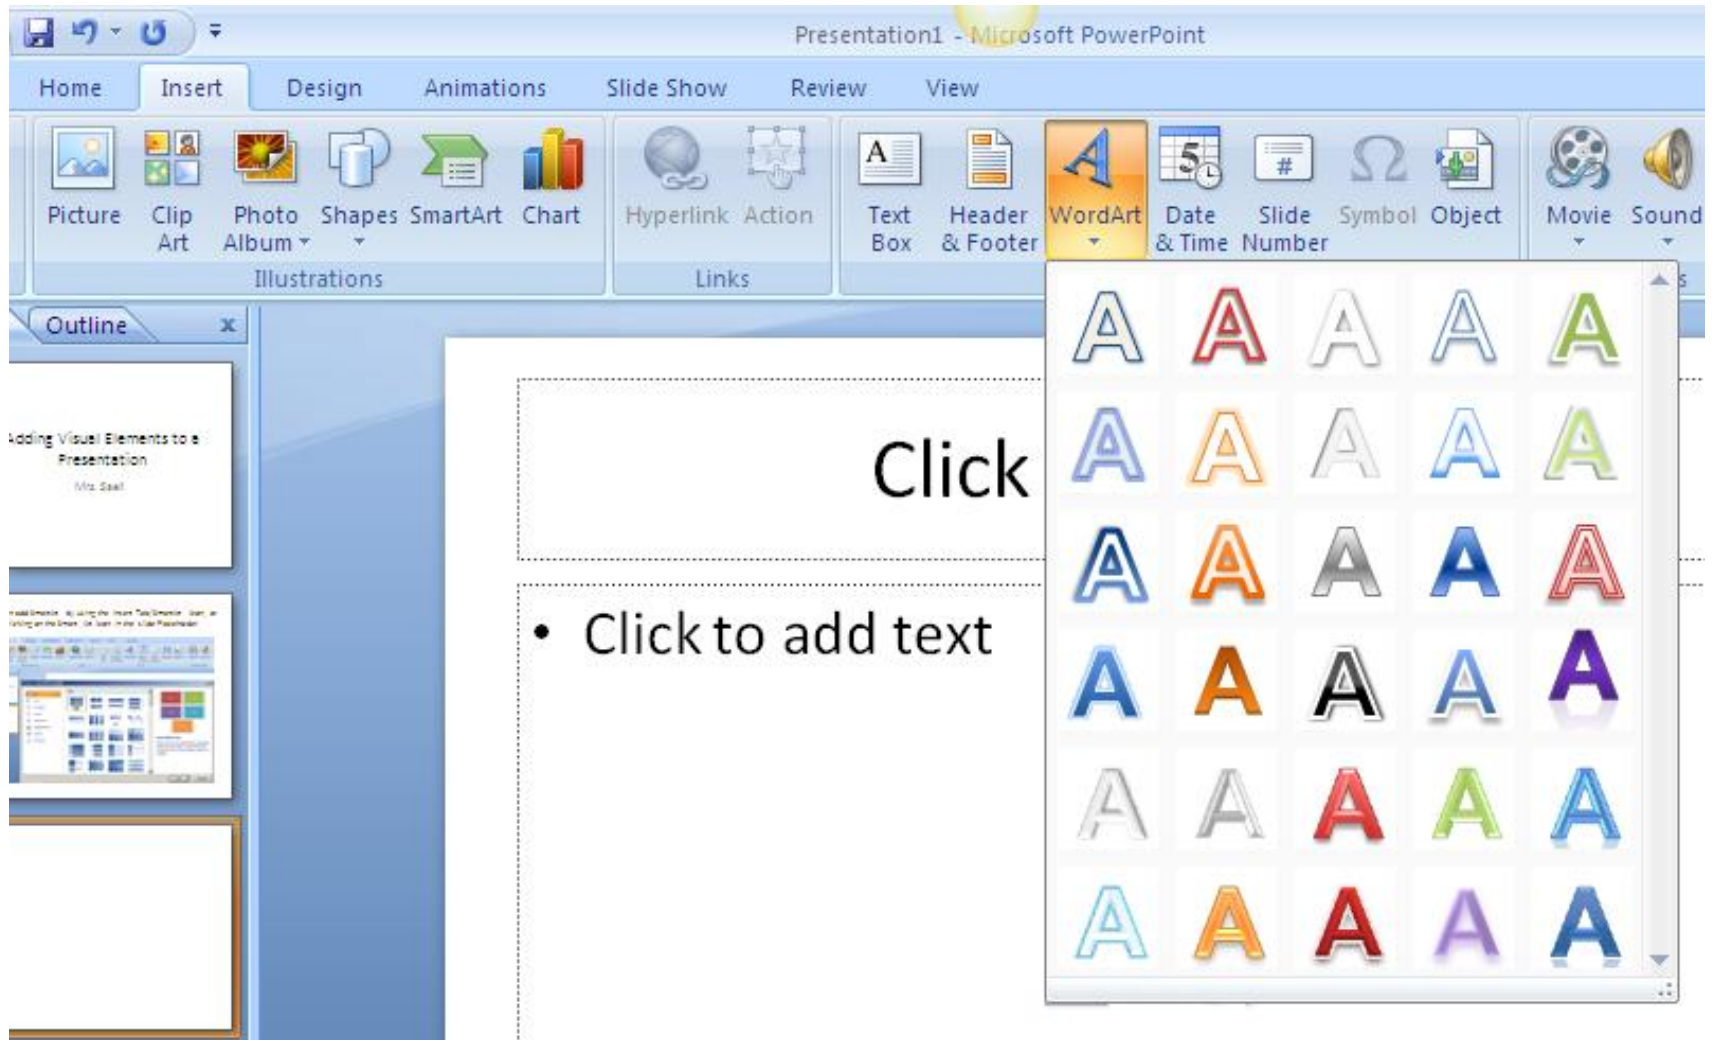 Presentation1 - Microsoft PowerPoint
Home Insert Design Animations Slide Show Review View
Picture Clip Art Photo Album Shapes SmartArt Chart Hyperlink Action Text Box Header & Footer WordArt Date & Time Slide Number Symbol Object Movie Sound
Illustrations Links
Outline x
Adding Visual Elements to a
Presentation
Click
• Click to add text
A A A A A
A A A A A
A A A A A
A A A A A
A A A A A
A A A A A